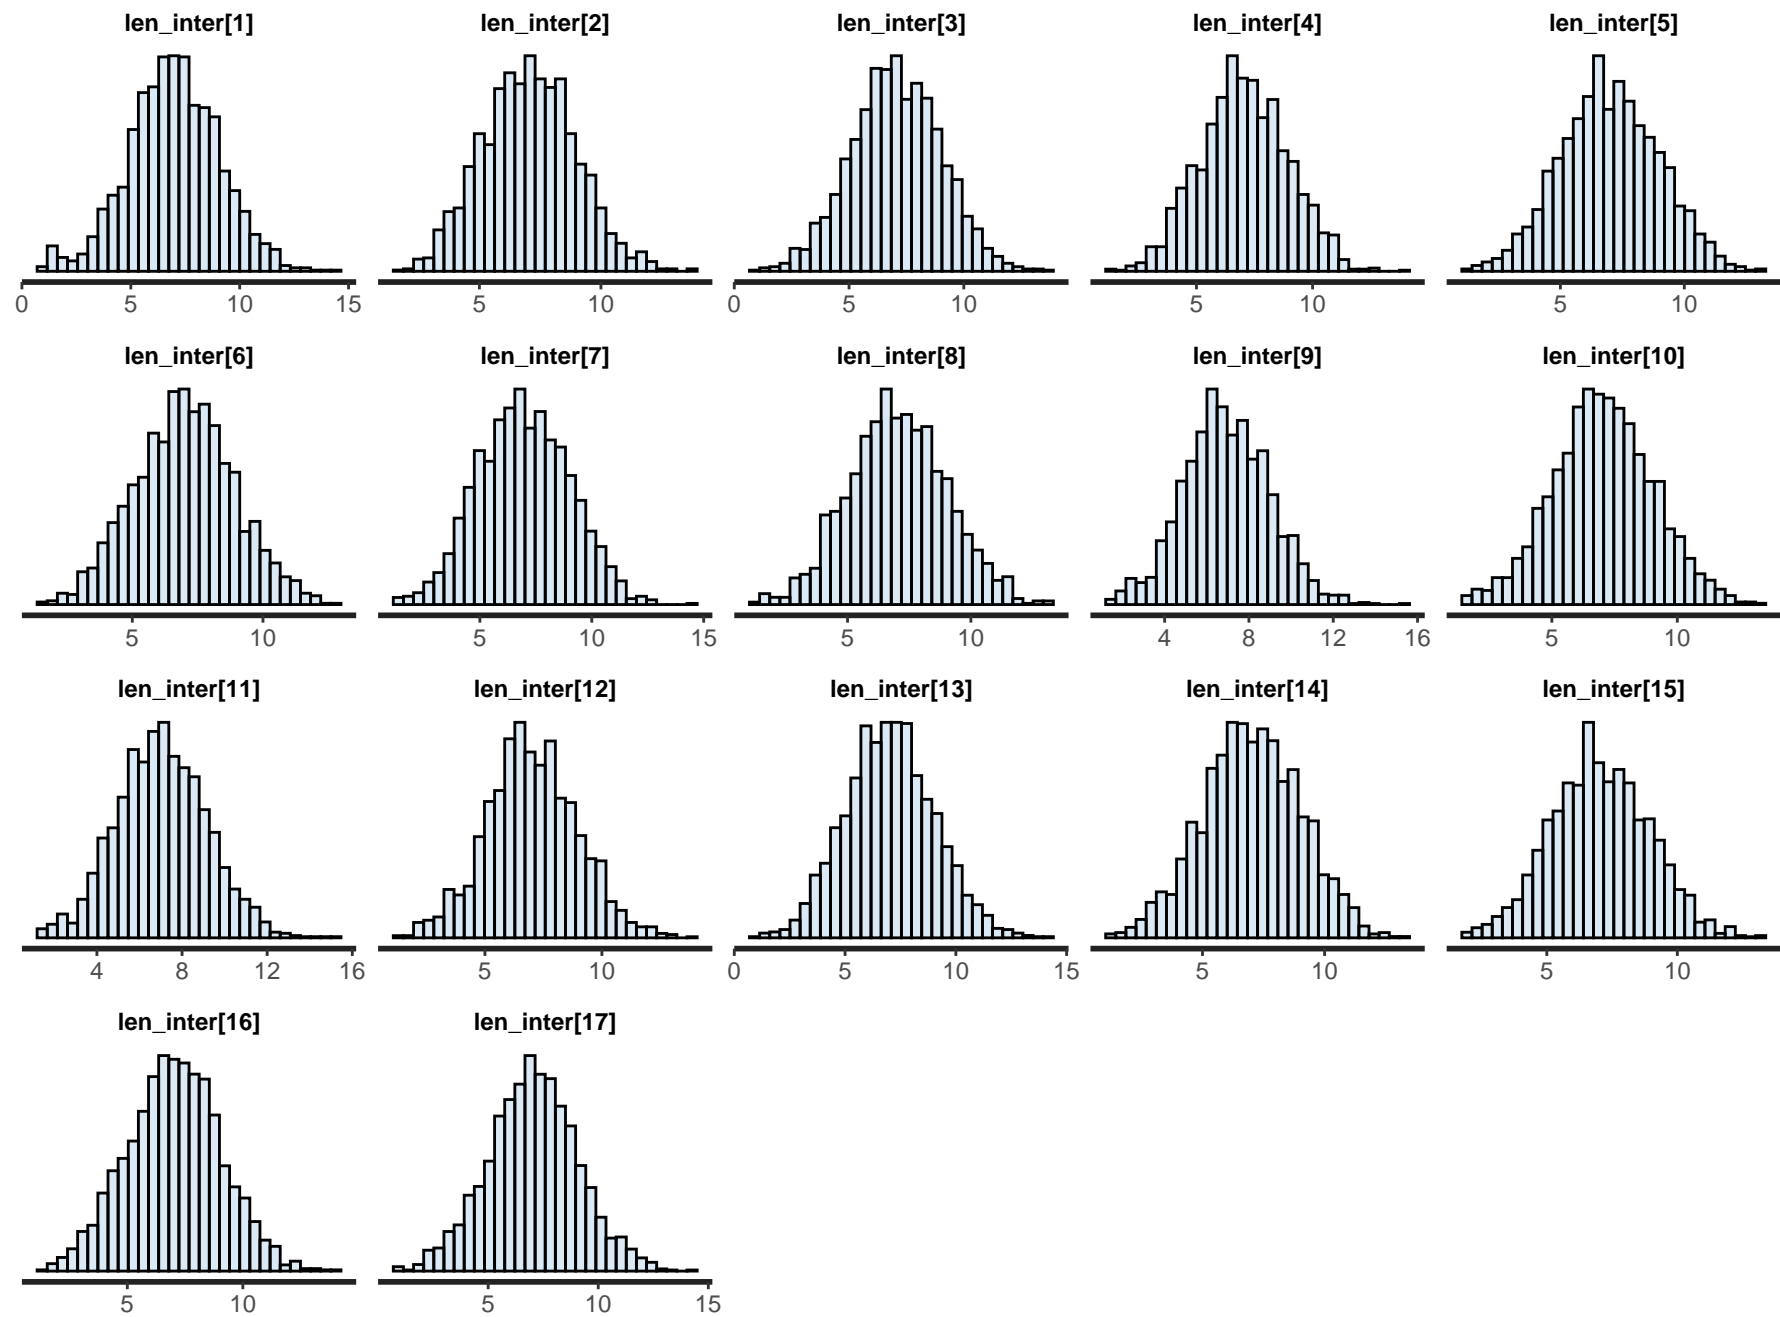 len_inter[1] len_inter[2] len_inter[3] len_inter[4] len_inter[5]
0 5 10 15 5 10 0 5 10 5 10 5 10
len_inter[6] len_inter[7] len_inter[8] len_inter[9] len_inter[10]
5 10 5 10 15 5 10 4 8 12 16 5 10
len_inter[11] len_inter[12] len_inter[13] len_inter[14] len_inter[15]
4 8 12 16 5 10 0 5 10 15 5 10 5 10
len_inter[16] len_inter[17]
5 10 5 10 15